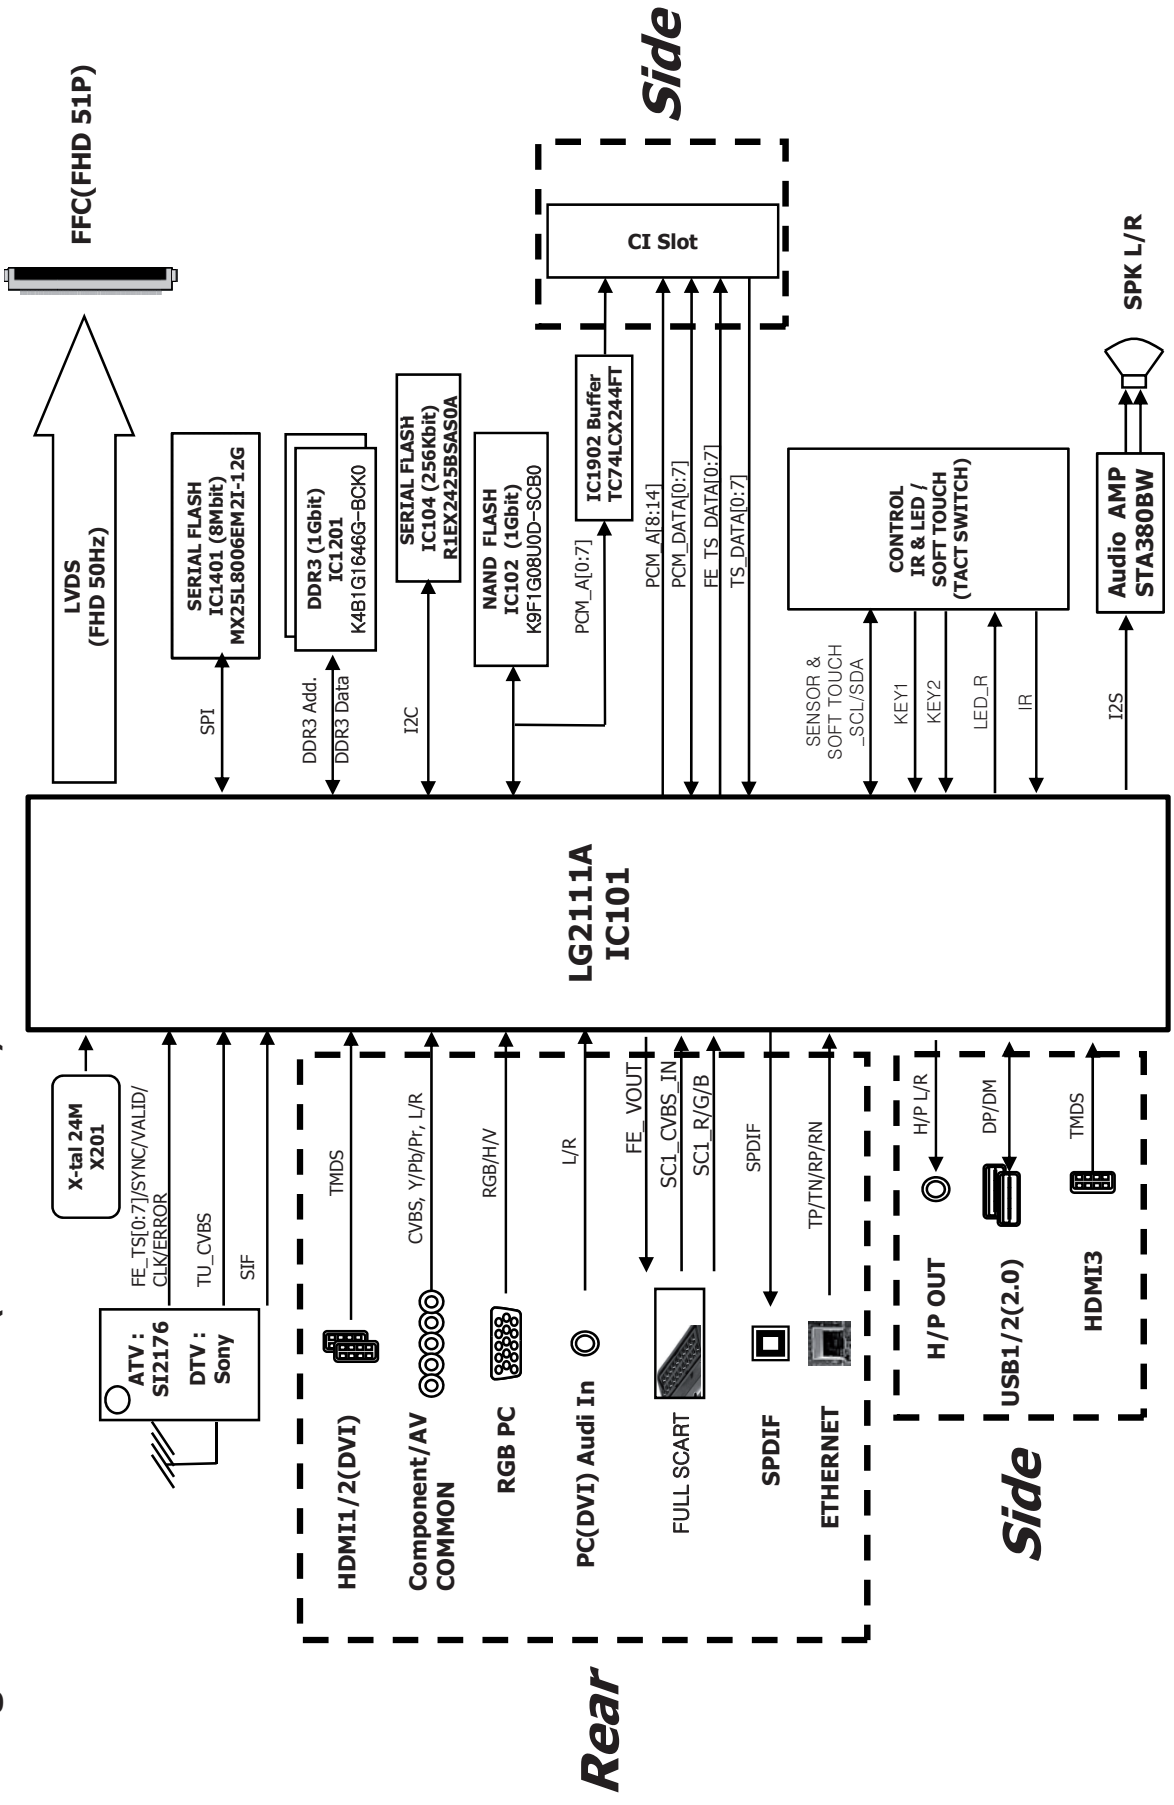 X-tal 24M
X201
ATV :
SI2176
DTV :
Sony
FE_TS[0:7]/SYNC/VALID/
CLK/ERROR
TU_CVBS
SIF
Rear
HDMI1/2(DVI)
TMDS
Component/AV
COMMON
CVBS, Y/Pb/Pr, L/R
RGB PC
RGB/H/V
PC(DVI) Audi In
L/R
FULL SCART
FE_ VOUT
SC1_CVBS_IN
SC1_R/G/B
SPDIF
SPDIF
ETHERNET
TP/TN/RP/RN
Side
H/P OUT
H/P L/R
USB1/2(2.0)
DP/DM
HDMI3
TMDS
LG2111A
IC101
LVDS
(FHD 50Hz)
FFC(FHD 51P)
SPI
SERIAL FLASH
IC1401 (8Mbit)
MX25L8006EM2I-12G
DDR3 Add.
DDR3 Data
DDR3 (1Gbit)
IC1201
K4B1G1646G-BCK0
I2C
SERIAL FLASH
IC104 (256Kbit)
R1EX2425BSAS0A
NAND FLASH
IC102 (1Gbit)
K9F1G08U0D-SCB0
PCM_A[0:7]
IC1902 Buffer
TC74LCX244FT
PCM_A[8:14]
PCM_DATA[0:7]
FE_TS_DATA[0:7]
TS_DATA[0:7]
CI Slot
Side
SENSOR &
SOFT TOUCH
_SCL/SDA
KEY1
KEY2
LED_R
IR
CONTROL
IR & LED /
SOFT TOUCH
(TACT SWITCH)
I2S
Audio AMP
STA380BW
SPK L/R